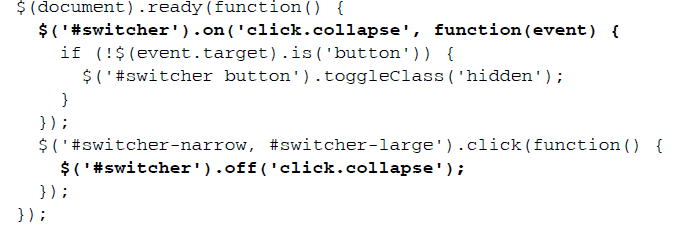 $(document).ready(function() {
  $('#switcher').on('click.collapse', function(event) {
    if (!$(event.target).is('button')) {
      $('#switcher button').toggleClass('hidden');
    }
  });
  $('#switcher-narrow, #switcher-large').click(function() {
    $('#switcher').off('click.collapse');
  });
});